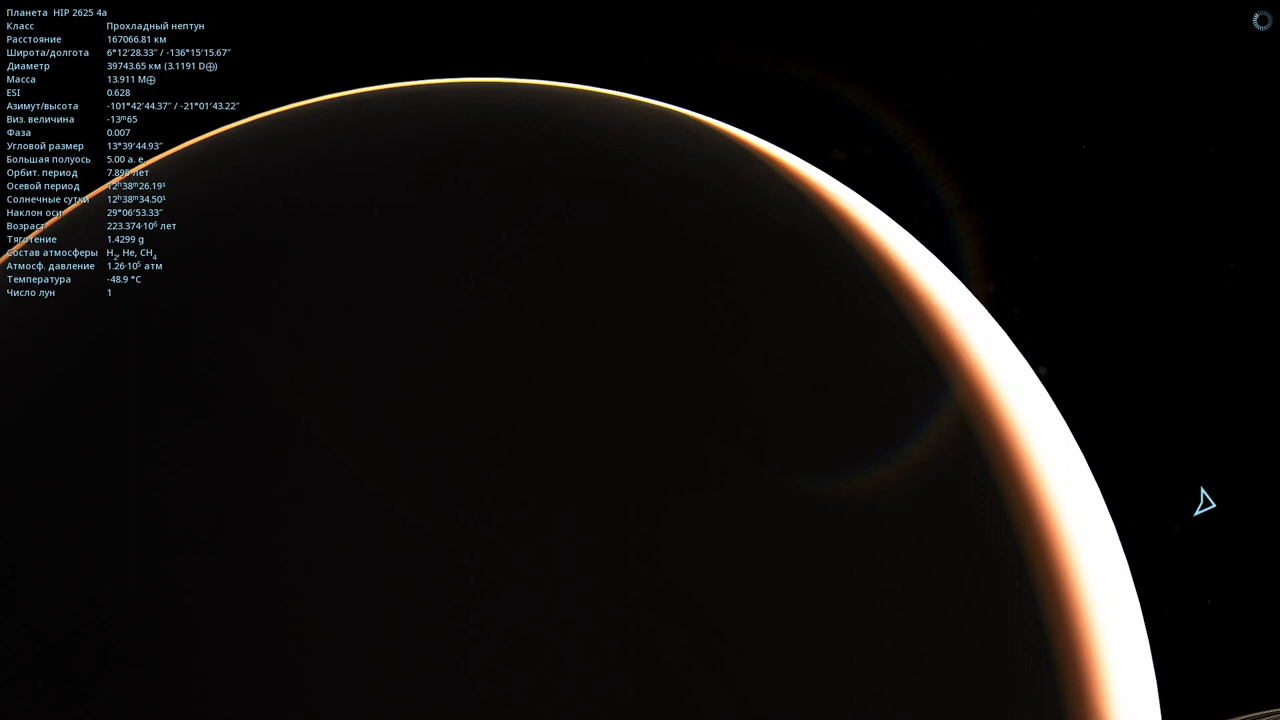 Планета HIP 2625 4a
Класс Прохладный нептун
Расстояние 167066.81 км
Широта/долгота 6°12′28.33″ / -136°15′15.67″
Диаметр 39743.65 км (3.1191 D⊕)
Масса 13.911 M⊕
ESI 0.628
Азимут/высота -101°42′44.37″ / -21°01′43.22″
Виз. величина -13ᵐ65
Фаза 0.007
Угловой размер 13°39′44.93″
Большая полуось 5.00 а. е.
Орбит. период 7.895 лет
Осевой период 12ʰ38ᵐ26.19ˢ
Солнечные сутки 12ʰ38ᵐ34.50ˢ
Наклон оси 29°06′53.33″
Возраст 223.374·10⁶ лет
Тяготение 1.4299 g
Состав атмосферы H₂, He, CH₄
Атмосф. давление 1.26·10⁵ атм
Температура -48.9 °C
Число лун 1